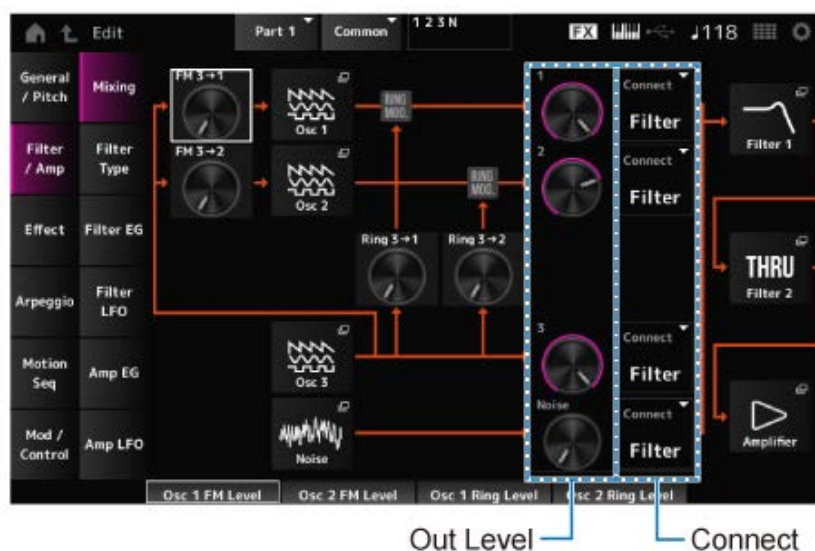 Edit
Part 1
Common
1 2 3 N
FX
♩118
General / Pitch
Mixing
FM 3→1
Osc 1
RING MOD.
1
Connect
Filter
Filter 1
Filter / Amp
Filter Type
FM 3→2
Osc 2
RING MOD.
2
Connect
Filter
Effect
Filter EG
Ring 3→1
Ring 3→2
THRU
Filter 2
Arpeggio
Filter LFO
Motion Seq
Amp EG
Osc 3
3
Connect
Filter
Mod / Control
Amp LFO
Noise
Noise
Connect
Filter
Amplifier
Osc 1 FM Level
Osc 2 FM Level
Osc 1 Ring Level
Osc 2 Ring Level
Out Level
Connect